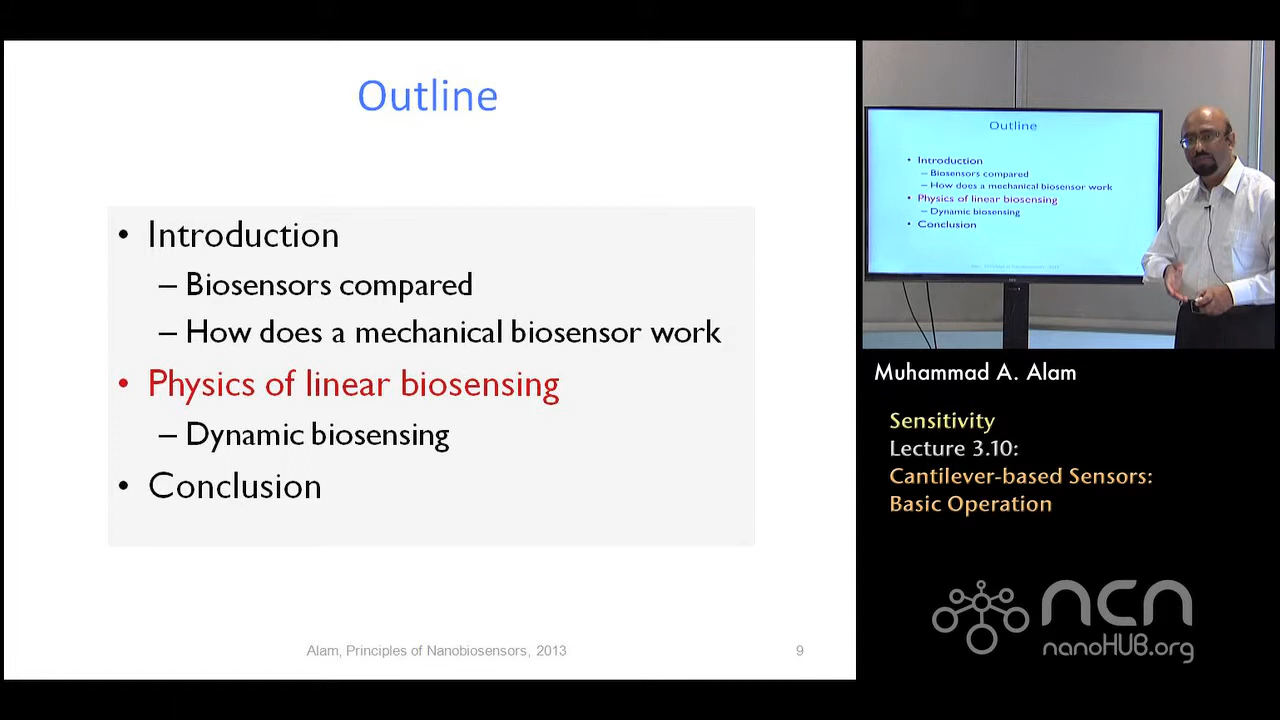 Outline
• Introduction
– Biosensors compared
– How does a mechanical biosensor work
• Physics of linear biosensing
– Dynamic biosensing
• Conclusion
Alam, Principles of Nanobiosensors, 2013
9
Outline
• Introduction
– Biosensors compared
– How does a mechanical biosensor work
• Physics of linear biosensing
– Dynamic biosensing
• Conclusion
Muhammad A. Alam
Sensitivity
Lecture 3.10:
Cantilever-based Sensors:
Basic Operation
ncn
nanoHUB.org